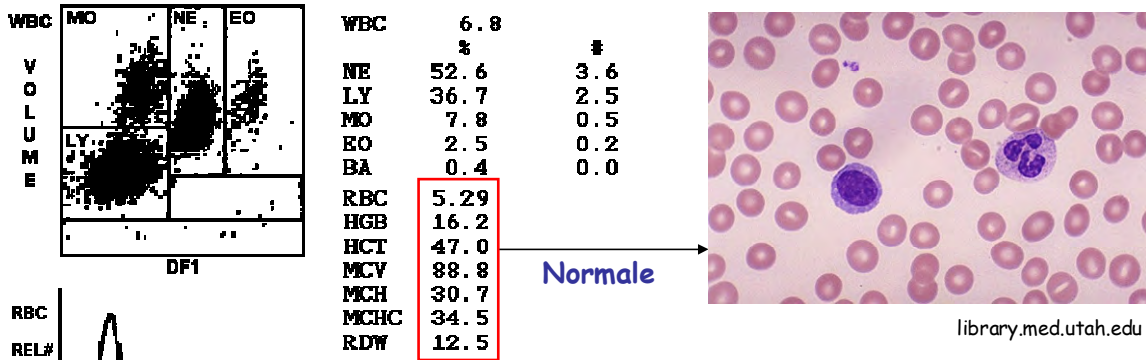 WBC
VOLUME
MO NE EO
LY
DF1
RBC
REL#
WBC 6.8
% #
NE 52.6 3.6
LY 36.7 2.5
MO 7.8 0.5
EO 2.5 0.2
BA 0.4 0.0
RBC 5.29
HGB 16.2
HCT 47.0
MCV 88.8
MCH 30.7
MCHC 34.5
RDW 12.5
Normale
library.med.utah.edu